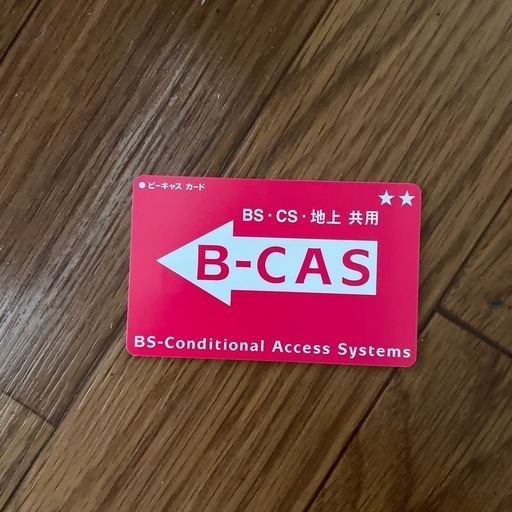 ビーキャス カード
BS・CS・地上 共用
B-CAS
BS-Conditional Access Systems